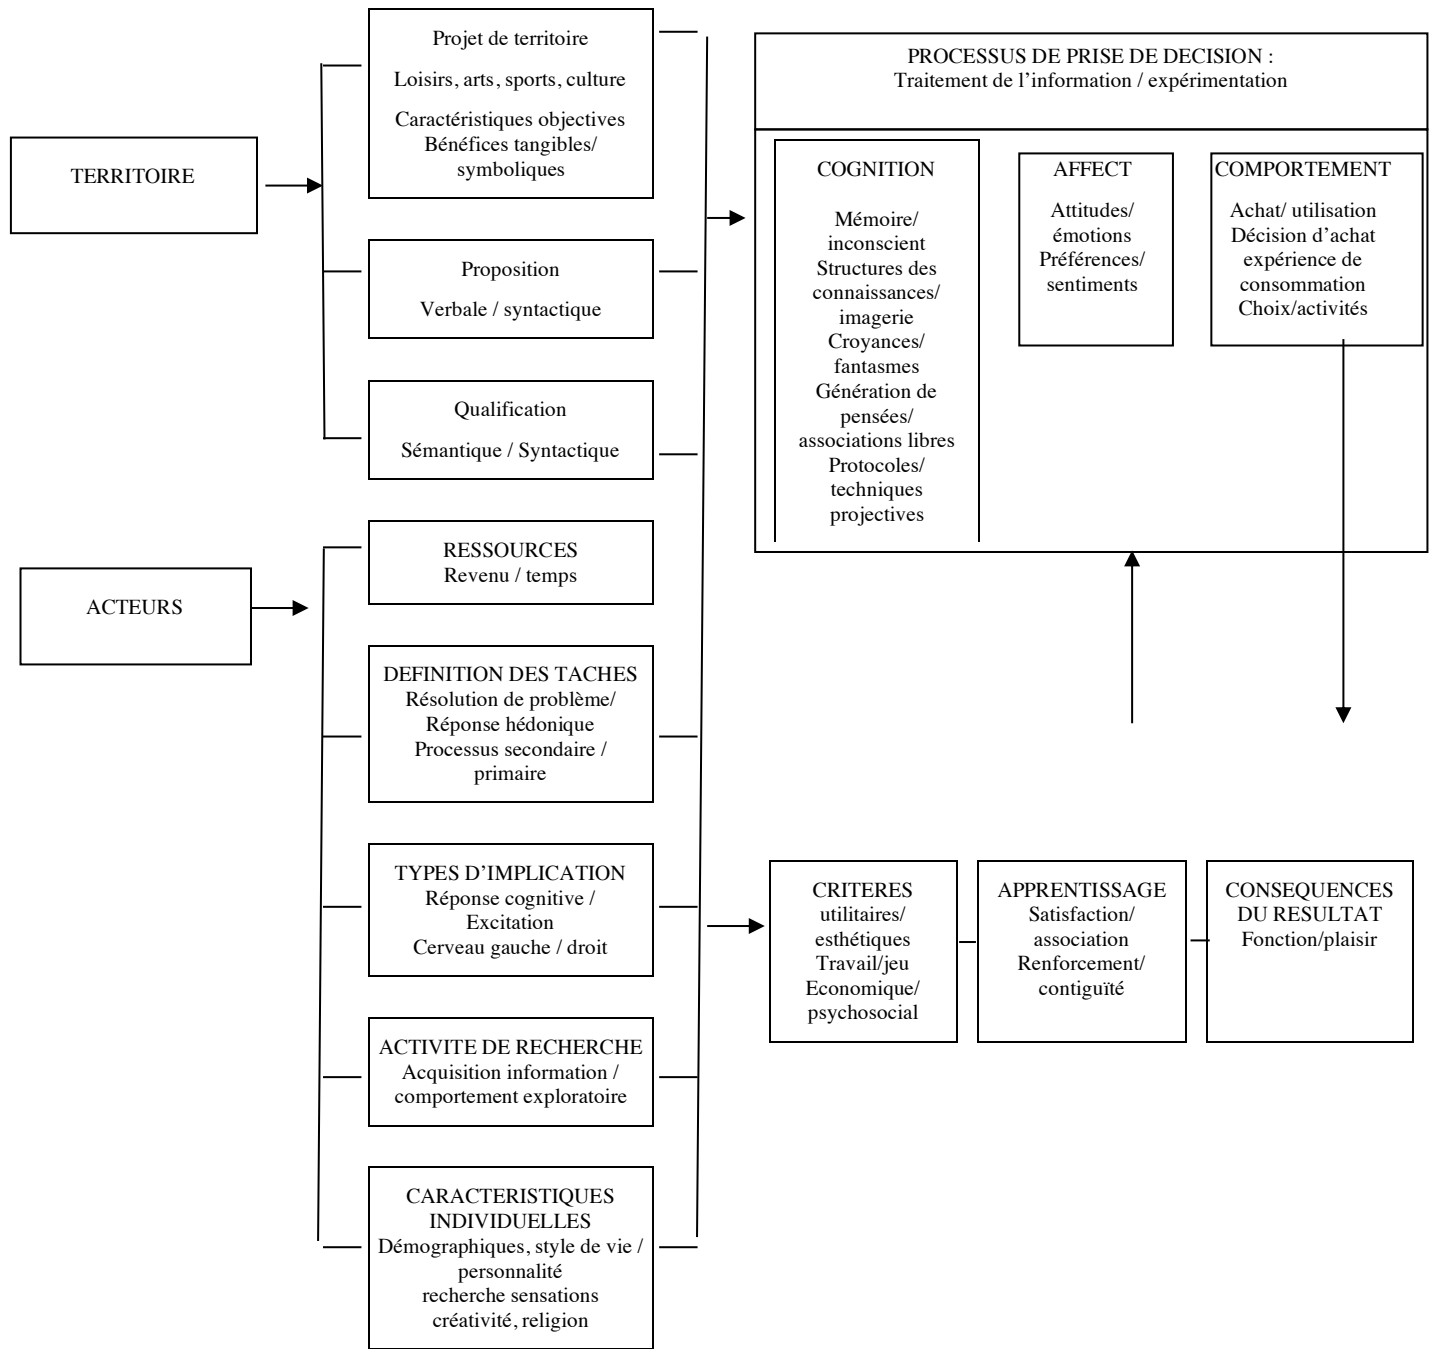 TERRITOIRE
Projet de territoire
Loisirs, arts, sports, culture
Caractéristiques objectives
Bénéfices tangibles/
symboliques
Proposition
Verbale / syntactique
Qualification
Sémantique / Syntactique
ACTEURS
RESSOURCES
Revenu / temps
DEFINITION DES TACHES
Résolution de problème/
Réponse hédonique
Processus secondaire /
primaire
TYPES D’IMPLICATION
Réponse cognitive /
Excitation
Cerveau gauche / droit
ACTIVITE DE RECHERCHE
Acquisition information /
comportement exploratoire
CARACTERISTIQUES
INDIVIDUELLES
Démographiques, style de vie /
personnalité
recherche sensations
créativité, religion
PROCESSUS DE PRISE DE DECISION :
Traitement de l’information / expérimentation
COGNITION
Mémoire/
inconscient
Structures des
connaissances/
imagerie
Croyances/
fantasmes
Génération de
pensées/
associations libres
Protocoles/
techniques
projectives
AFFECT
Attitudes/
émotions
Préférences/
sentiments
COMPORTEMENT
Achat/ utilisation
Décision d’achat
expérience de
consommation
Choix/activités
CRITERES
utilitaires/
esthétiques
Travail/jeu
Economique/
psychosocial
APPRENTISSAGE
Satisfaction/
association
Renforcement/
contiguïté
CONSEQUENCES
DU RESULTAT
Fonction/plaisir